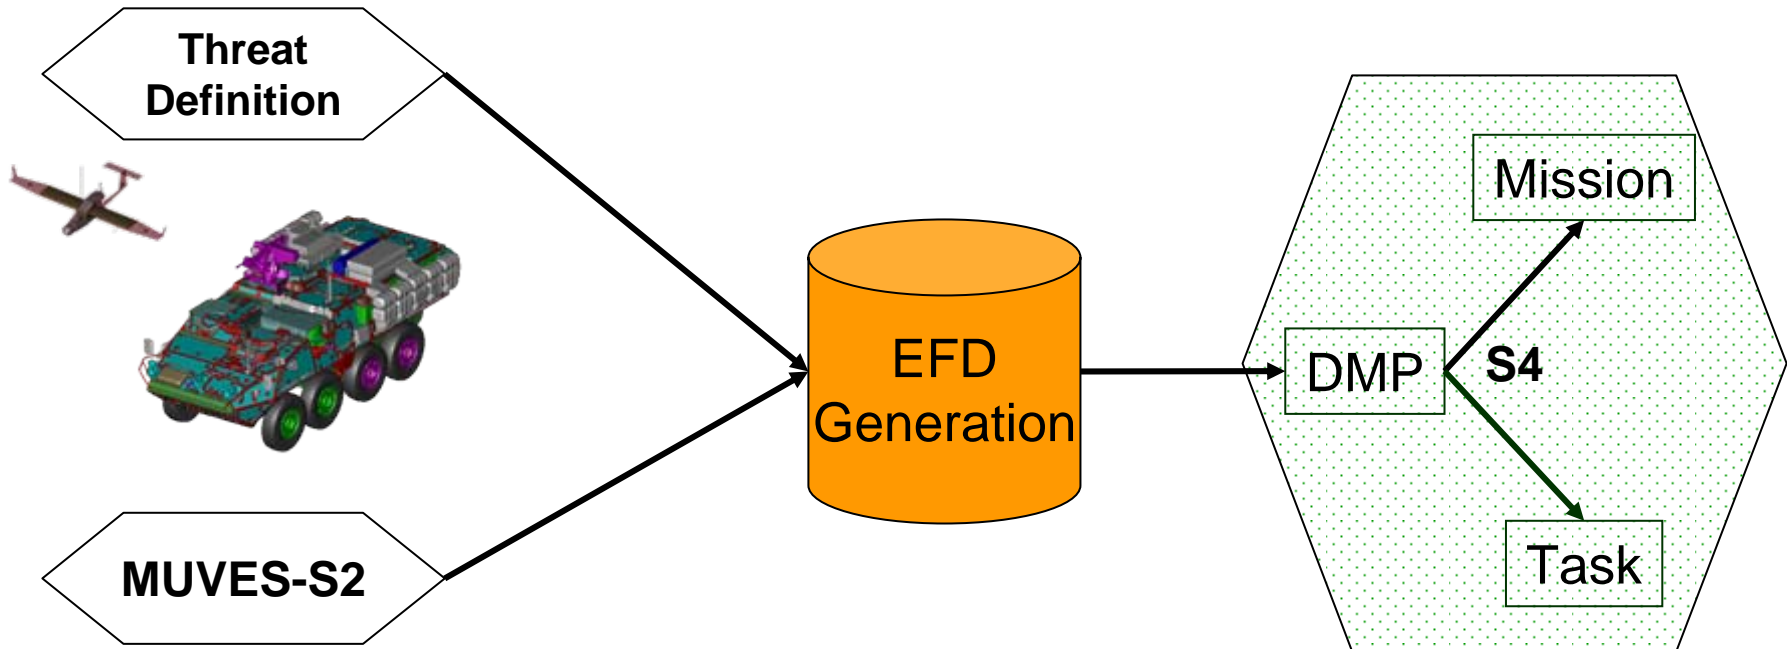 Threat
Definition
MUVES-S2
EFD
Generation
DMP
S4
Mission
Task